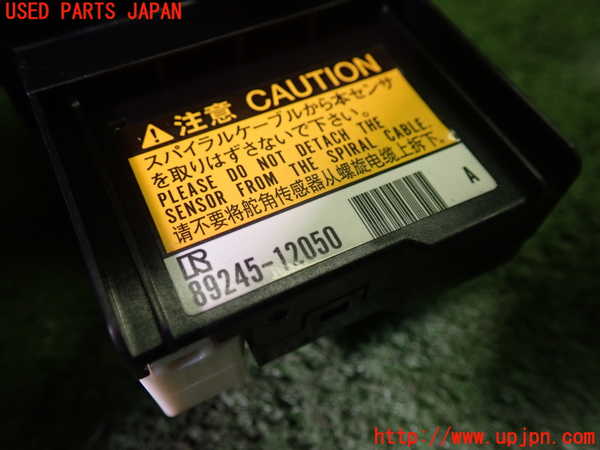 USED PARTS JAPAN
注意 CAUTION
スパイラルケーブルから本センサ
を取りはずさないで下さい。
PLEASE DO NOT DETACH THE
SENSOR FROM THE SPIRAL CABLE.
请不要将舵角传感器从螺旋电缆上拆下。
A
89245-12050
http://www.upjpn.com/